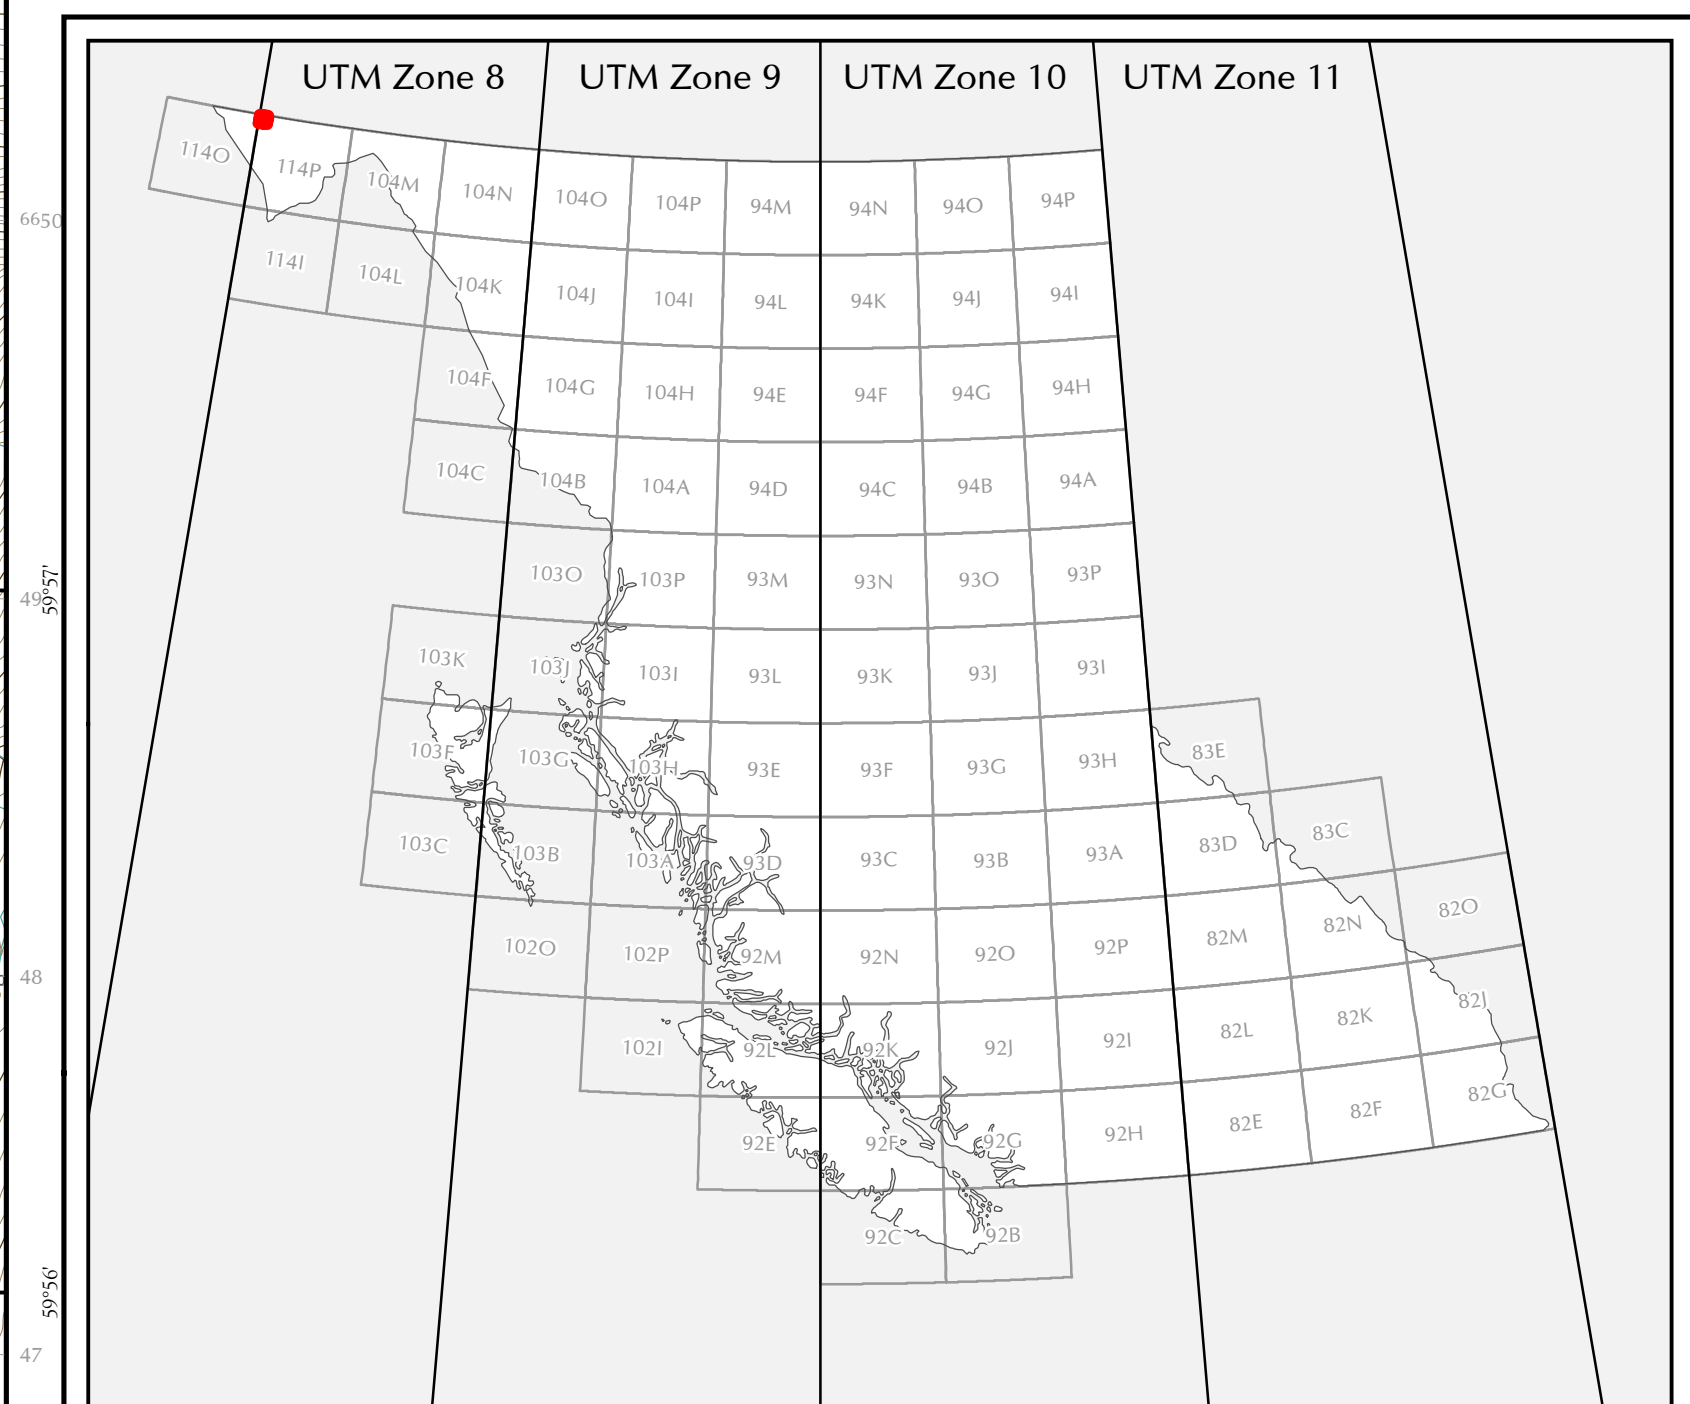 UTM Zone 8 UTM Zone 9 UTM Zone 10 UTM Zone 11
114O 114P 104M 104N 104O 104P 94M 94N 94O 94P
6650
114I 104L 104K 104J 104I 94L 94K 94J 94I
104F 104G 104H 94E 94F 94G 94H
104C 104B 104A 94D 94C 94B 94A
103O 103P 93M 93N 93O 93P
49
59°57'
103K 103J 103I 93L 93K 93J 93I
103F 103G 103H 93E 93F 93G 93H 83E
103C 103B 103A 93D 93C 93B 93A 83D 83C
102O 102P 92M 92N 92O 92P 82M 82N 82O
48
102I 92L 92K 92J 92I 82L 82K 82J
92E 92F 92G 92H 82E 82F 82G
92C 92B
59°56'
47